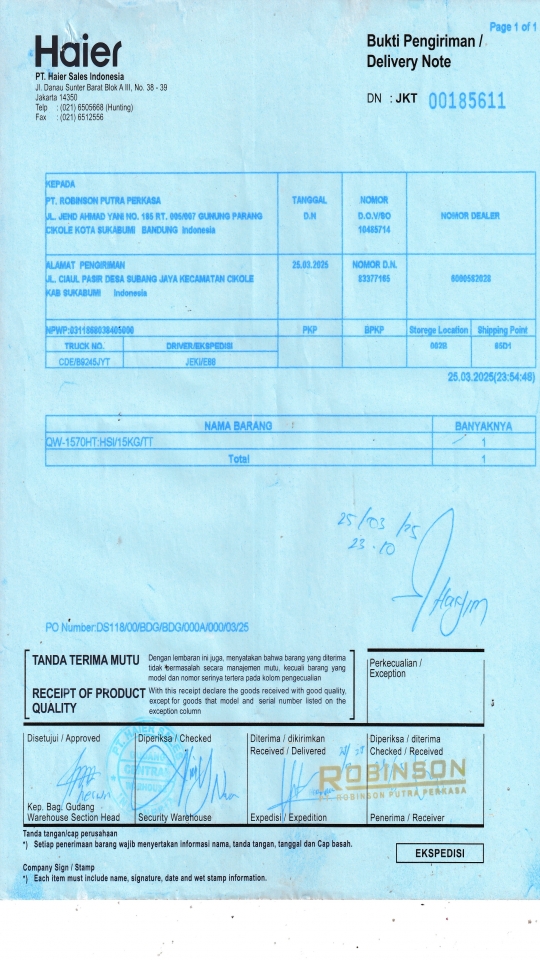 Page 1 of 1
Haier
PT. Haier Sales Indonesia
Jl. Danau Sunter Barat Blok A III, No. 38 - 39
Jakarta 14350
Telp : (021) 6505668 (Hunting)
Fax : (021) 6512556
Bukti Pengiriman /
Delivery Note
DN : JKT 00185611
KEPADA
PT. ROBINSON PUTRA PERKASA
JL. JEND AHMAD YANI NO. 185 RT. 006/007 GUNUNG PARANG
CIKOLE KOTA SUKABUMI BANDUNG Indonesia
TANGGAL
D.N
NOMOR
D.O.V/SO
10485714
NOMOR DEALER
ALAMAT PENGIRIMAN
JL. CIAUL PASIR DESA SUBANG JAYA KECAMATAN CIKOLE
KAB SUKABUMI Indonesia
25.03.2025
NOMOR D.N.
83377165
6000582028
PKP
BPKP
Storege Location
Shipping Point
TRUCK NO.
DRIVER/EKSPEDISI
002B
65D1
CDE/B9245JYT
JEKI/E88
25.03.2025(23:54:48)
NAMA BARANG
BANYAKNYA
QW-1570HT:HSI/15KG/TT
1
Total
1
25/03/25
23.10
PO Number:DS118/00/BDG/BDG/000A/000/03/25
TANDA TERIMA MUTU
Dengan lembaran ini juga, menyatakan bahwa barang yang diterima
tidak bermasalah secara manajemen mutu, kecuali barang yang
model dan nomor serinya tertera pada kolom pengecualian
RECEIPT OF PRODUCT
QUALITY
With this receipt declare the goods received with good quality,
except for goods that model and serial number listed on the
exception column
Perkecualian /
Exception
Disetujui / Approved
Diperiksa / Checked
Diterima / dikirimkan
Received / Delivered
Diperiksa / diterima
Checked / Received
ROBINSON
PT ROBINSON PUTRA PERKASA
Kep. Bag. Gudang
Warehouse Section Head
Security Warehouse
Expedisi / Expedition
Penerima / Receiver
Tanda tangan/cap perusahaan
*) Setiap penerimaan barang wajib menyertakan informasi nama, tanda tangan, tanggal dan Cap basah.
EKSPEDISI
Company Sign / Stamp
*) Each item must include name, signature, date and wet stamp information.